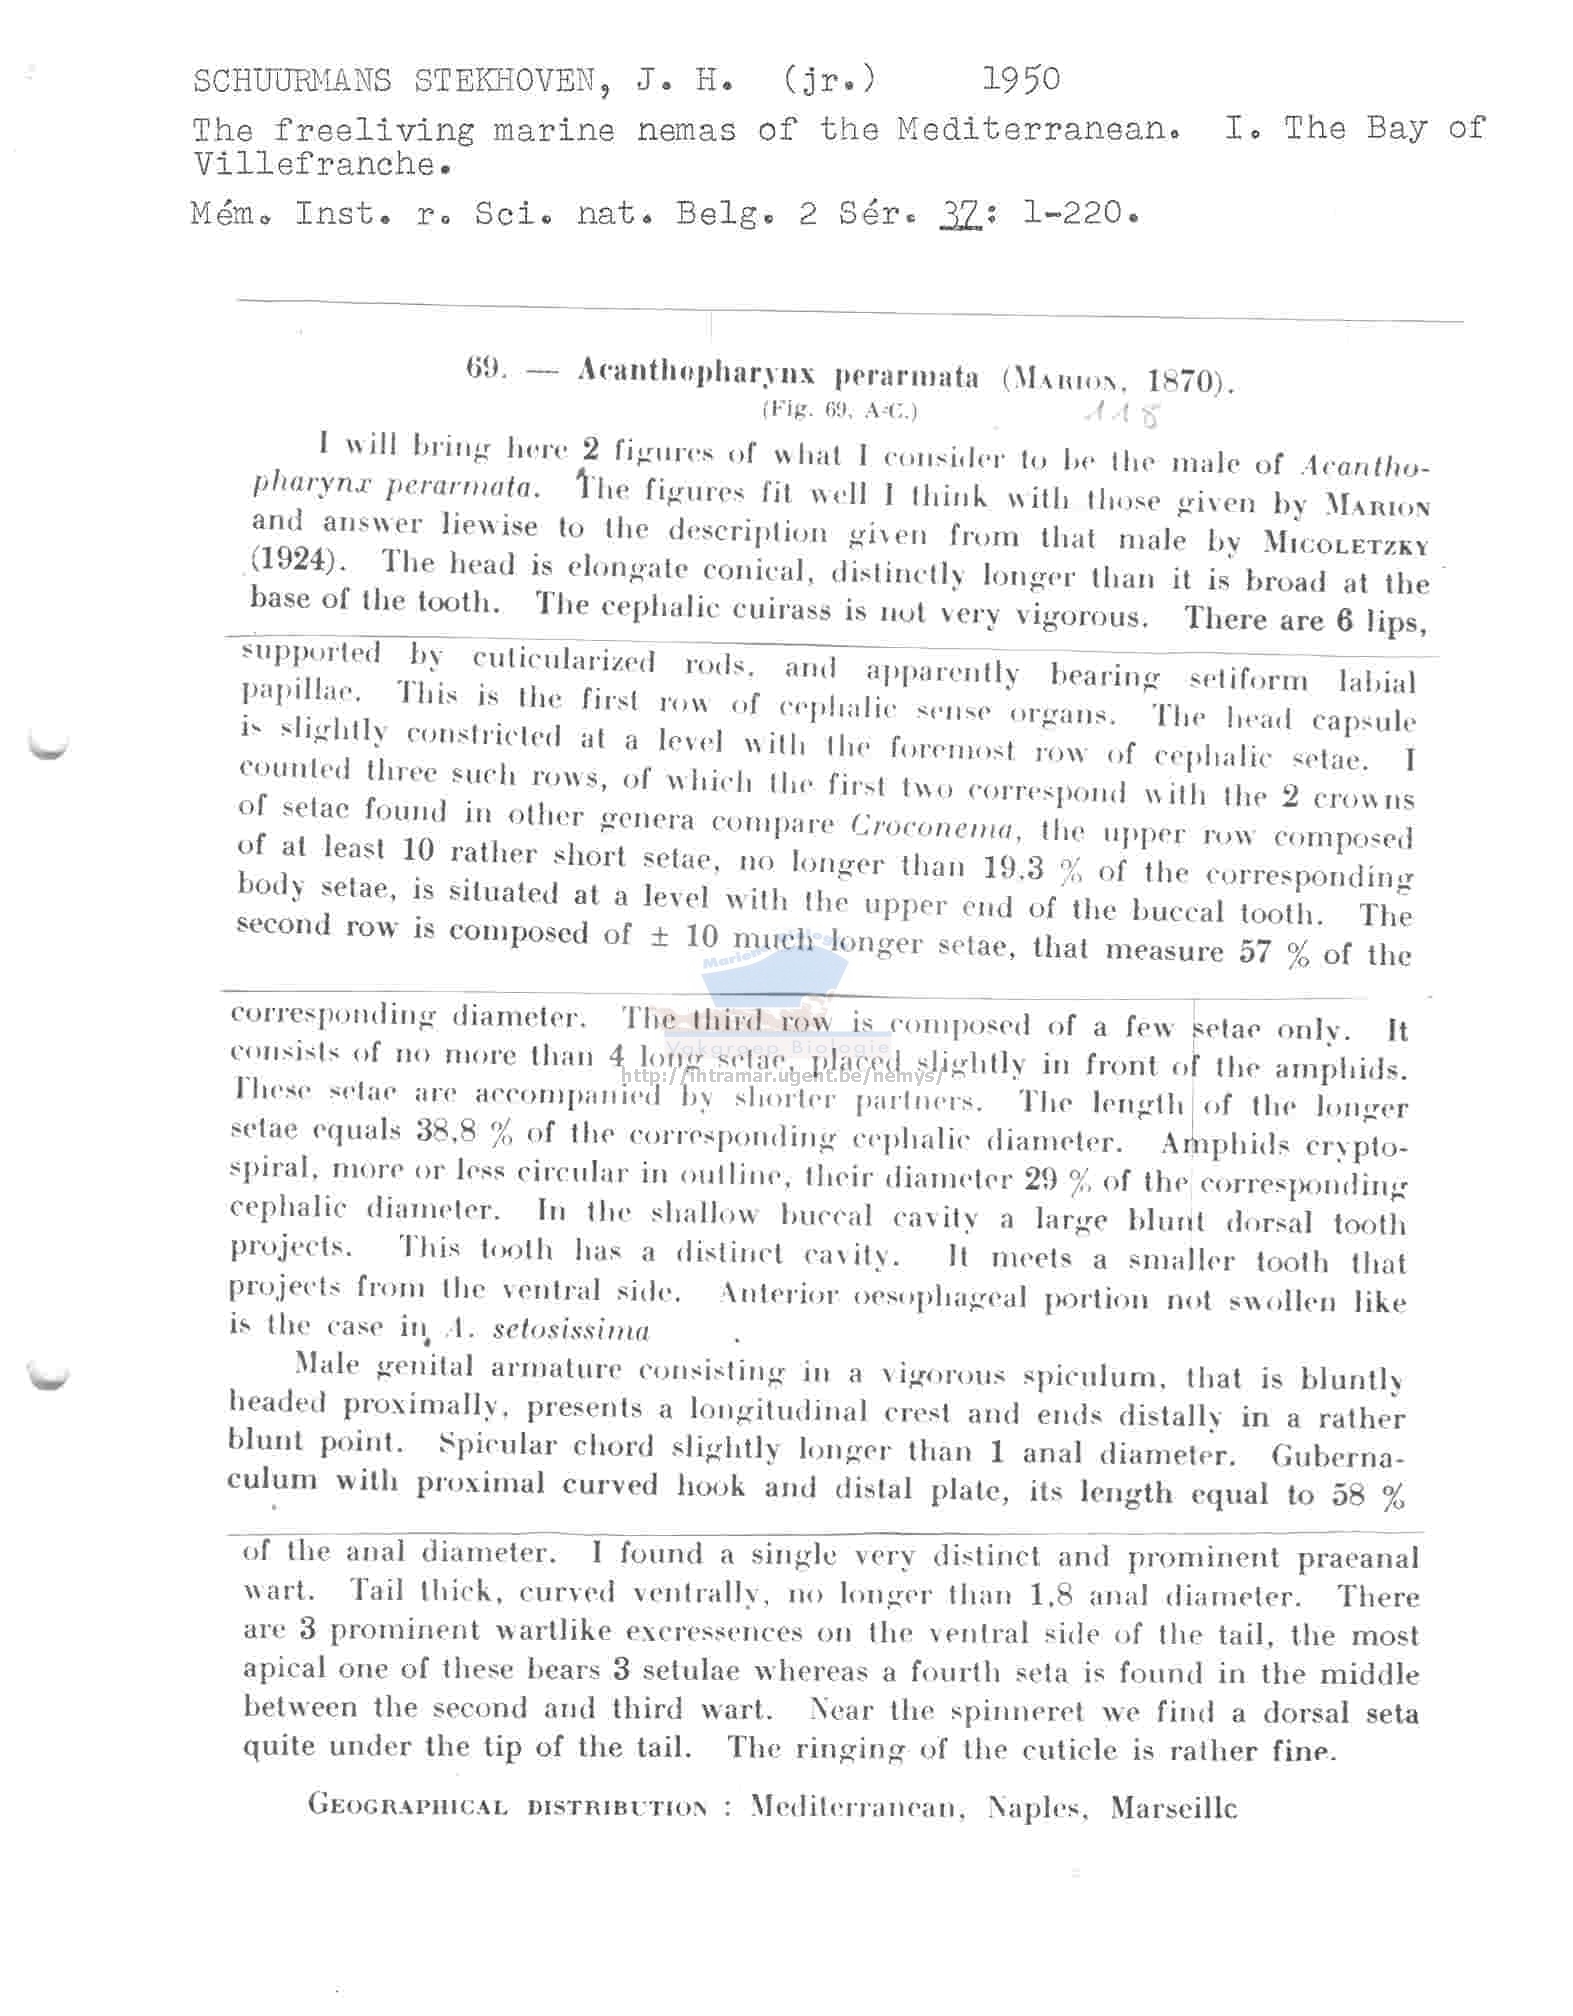 SCHUURMANS STEKHOVEN, J. H. (jr.) 1950
The freeliving marine nemas of the Mediterranean. I. The Bay of
Villefranche.
Mém. Inst. r. Sci. nat. Belg. 2 Sér. 37: 1-220.
69. — Acanthopharynx perarmata (MARION, 1870).
(Fig. 69, A-C.) 118
I will bring here 2 figures of what I consider to be the male of Acantho-
pharynx perarmata. The figures fit well I think with those given by MARION
and answer liewise to the description given from that male by MICOLETZKY
(1924). The head is elongate conical, distinctly longer than it is broad at the
base of the tooth. The cephalic cuirass is not very vigorous. There are 6 lips,
supported by cuticularized rods, and apparently bearing setiform labial
papillae. This is the first row of cephalic sense organs. The head capsule
is slightly constricted at a level with the foremost row of cephalic setae. I
counted three such rows, of which the first two correspond with the 2 crowns
of setae found in other genera compare Croconema, the upper row composed
of at least 10 rather short setae, no longer than 19,3 % of the corresponding
body setae, is situated at a level with the upper end of the buccal tooth. The
second row is composed of ± 10 much longer setae, that measure 57 % of the
Marine Biology
corresponding diameter. The third row is composed of a few setae only. It
Vakgroep Biologie
consists of no more than 4 long setae, placed slightly in front of the amphids.
http://intramar.ugent.be/nemys/
These setae are accompanied by shorter partners. The length of the longer
setae equals 38,8 % of the corresponding cephalic diameter. Amphids crypto-
spiral, more or less circular in outline, their diameter 29 % of the corresponding
cephalic diameter. In the shallow buccal cavity a large blunt dorsal tooth
projects. This tooth has a distinct cavity. It meets a smaller tooth that
projects from the ventral side. Anterior oesophageal portion not swollen like
is the case in A. setosissima
Male genital armature consisting in a vigorous spiculum, that is bluntly
headed proximally, presents a longitudinal crest and ends distally in a rather
blunt point. Spicular chord slightly longer than 1 anal diameter. Guberna-
culum with proximal curved hook and distal plate, its length equal to 58 %
of the anal diameter. I found a single very distinct and prominent praeanal
wart. Tail thick, curved ventrally, no longer than 1,8 anal diameter. There
are 3 prominent wartlike excressences on the ventral side of the tail, the most
apical one of these bears 3 setulae whereas a fourth seta is found in the middle
between the second and third wart. Near the spinneret we find a dorsal seta
quite under the tip of the tail. The ringing of the cuticle is rather fine.
GEOGRAPHICAL DISTRIBUTION : Mediterranean, Naples, Marseille